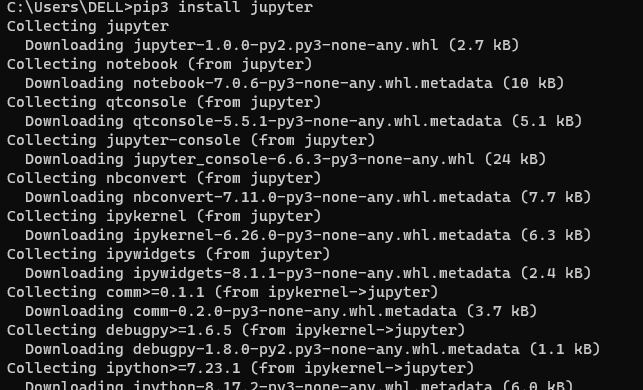 C:\Users\DELL>pip3 install jupyter
Collecting jupyter
  Downloading jupyter-1.0.0-py2.py3-none-any.whl (2.7 kB)
Collecting notebook (from jupyter)
  Downloading notebook-7.0.6-py3-none-any.whl.metadata (10 kB)
Collecting qtconsole (from jupyter)
  Downloading qtconsole-5.5.1-py3-none-any.whl.metadata (5.1 kB)
Collecting jupyter-console (from jupyter)
  Downloading jupyter_console-6.6.3-py3-none-any.whl (24 kB)
Collecting nbconvert (from jupyter)
  Downloading nbconvert-7.11.0-py3-none-any.whl.metadata (7.7 kB)
Collecting ipykernel (from jupyter)
  Downloading ipykernel-6.26.0-py3-none-any.whl.metadata (6.3 kB)
Collecting ipywidgets (from jupyter)
  Downloading ipywidgets-8.1.1-py3-none-any.whl.metadata (2.4 kB)
Collecting comm>=0.1.1 (from ipykernel->jupyter)
  Downloading comm-0.2.0-py3-none-any.whl.metadata (3.7 kB)
Collecting debugpy>=1.6.5 (from ipykernel->jupyter)
  Downloading debugpy-1.8.0-py2.py3-none-any.whl.metadata (1.1 kB)
Collecting ipython>=7.23.1 (from ipykernel->jupyter)
  Downloading ipython-8.17.2-py3-none-any.whl.metadata (6.0 kB)